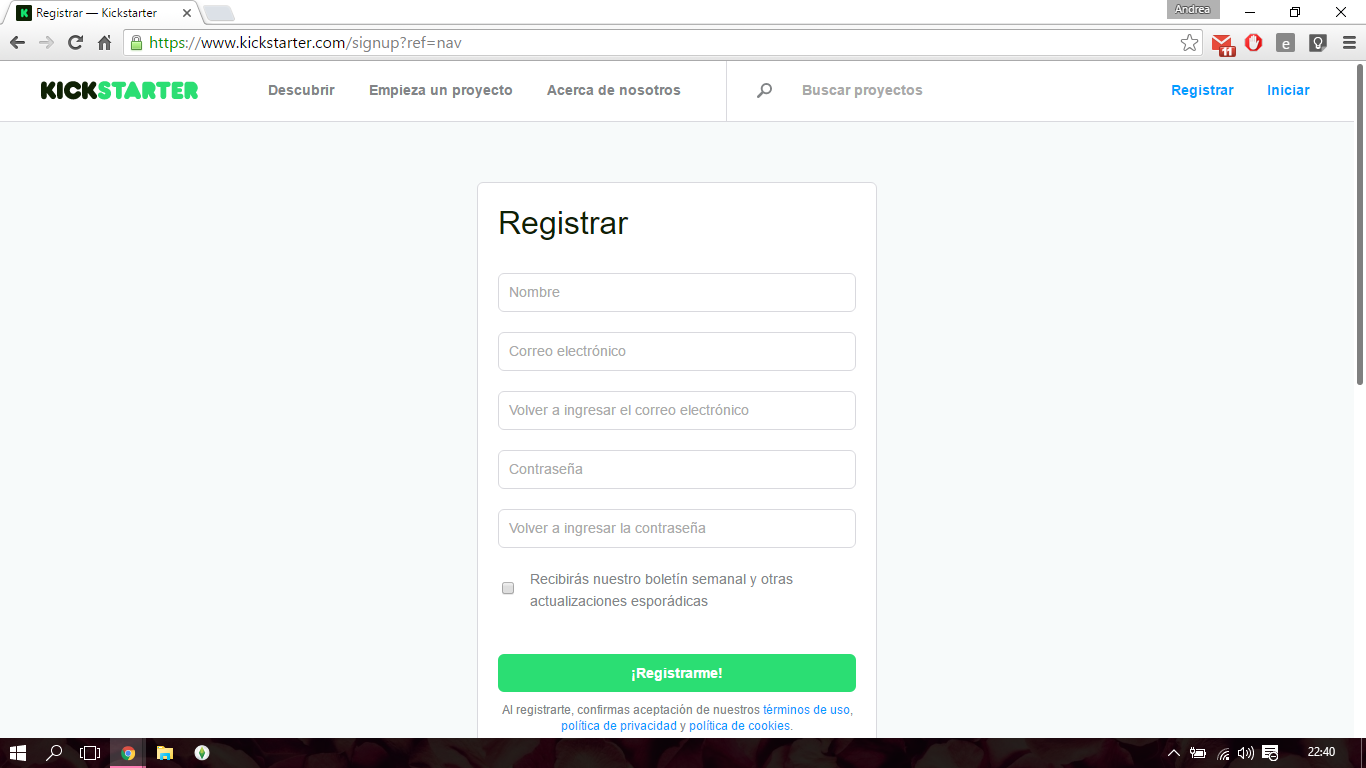 Registrar — Kickstarter
Andrea
https://www.kickstarter.com/signup?ref=nav
11
e
KICKSTARTER
Descubrir
Empieza un proyecto
Acerca de nosotros
Buscar proyectos
Registrar
Iniciar
Registrar
Nombre
Correo electrónico
Volver a ingresar el correo electrónico
Contraseña
Volver a ingresar la contraseña
Recibirás nuestro boletín semanal y otras
actualizaciones esporádicas
¡Registrarme!
Al registrarte, confirmas aceptación de nuestros términos de uso,
política de privacidad y política de cookies.
22:40